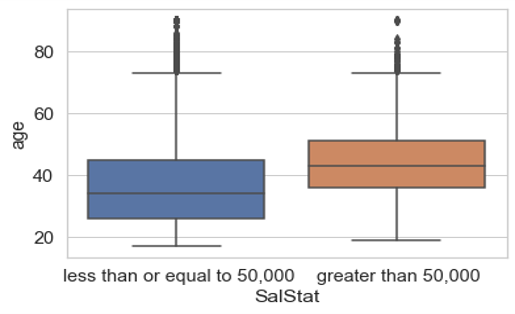 80
60
40
20
age
less than or equal to 50,000
greater than 50,000
SalStat